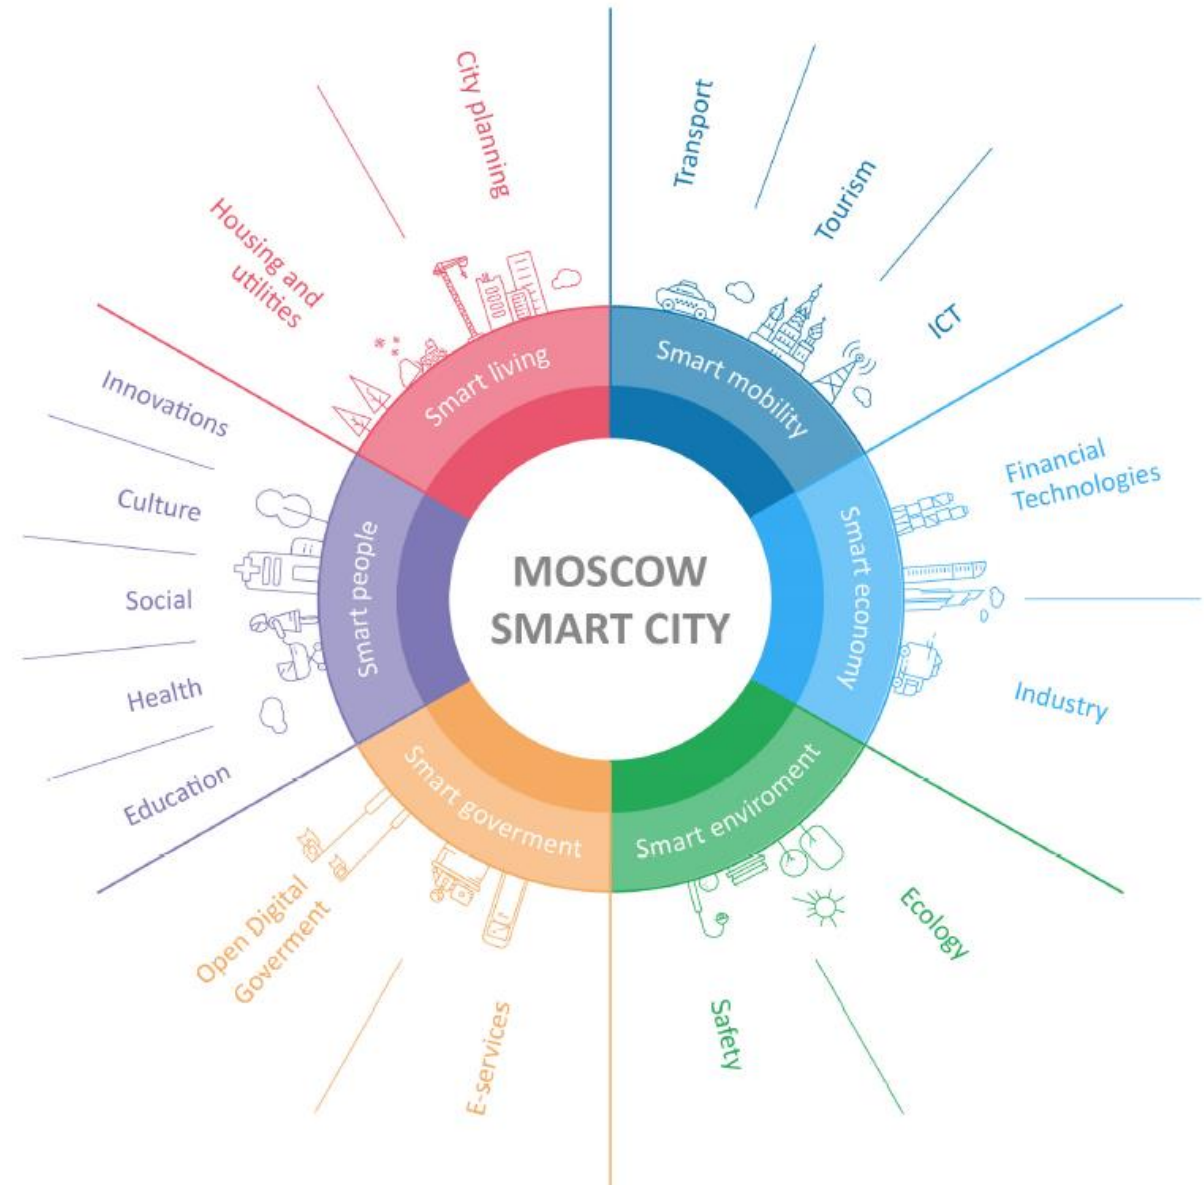 MOSCOW
SMART CITY
Smart mobility
Transport
Tourism
ICT
Smart economy
Financial
Technologies
Industry
Smart enviroment
Ecology
Safety
Smart goverment
E-services
Open Digital
Goverment
Smart people
Education
Health
Social
Culture
Innovations
Smart living
Housing and
utilities
City planning